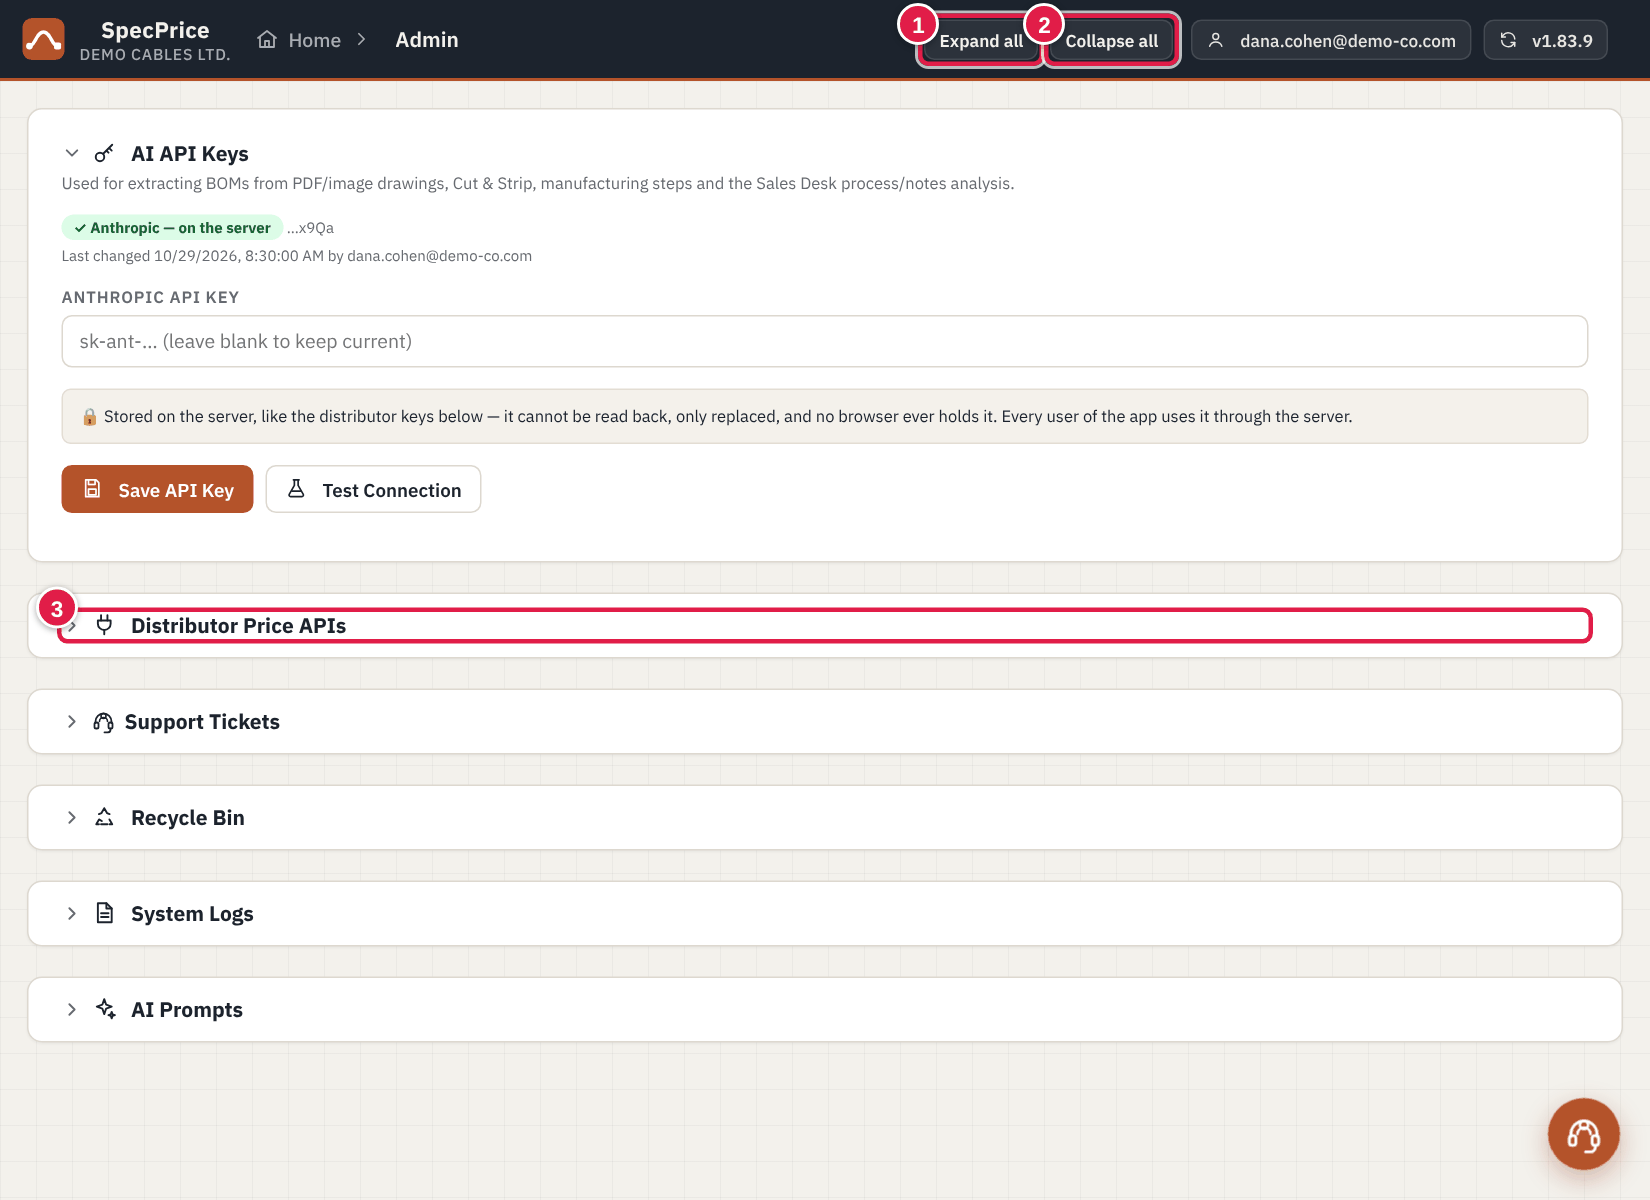 SpecPrice
DEMO CABLES LTD.
Home
Admin
1
Expand all
2
Collapse all
dana.cohen@demo-co.com
v1.83.9
AI API Keys
Used for extracting BOMs from PDF/image drawings, Cut & Strip, manufacturing steps and the Sales Desk process/notes analysis.
✓ Anthropic — on the server ...x9Qa
Last changed 10/29/2026, 8:30:00 AM by dana.cohen@demo-co.com
ANTHROPIC API KEY
sk-ant-... (leave blank to keep current)
🔒 Stored on the server, like the distributor keys below — it cannot be read back, only replaced, and no browser ever holds it. Every user of the app uses it through the server.
Save API Key
Test Connection
3
Distributor Price APIs
Support Tickets
Recycle Bin
System Logs
AI Prompts